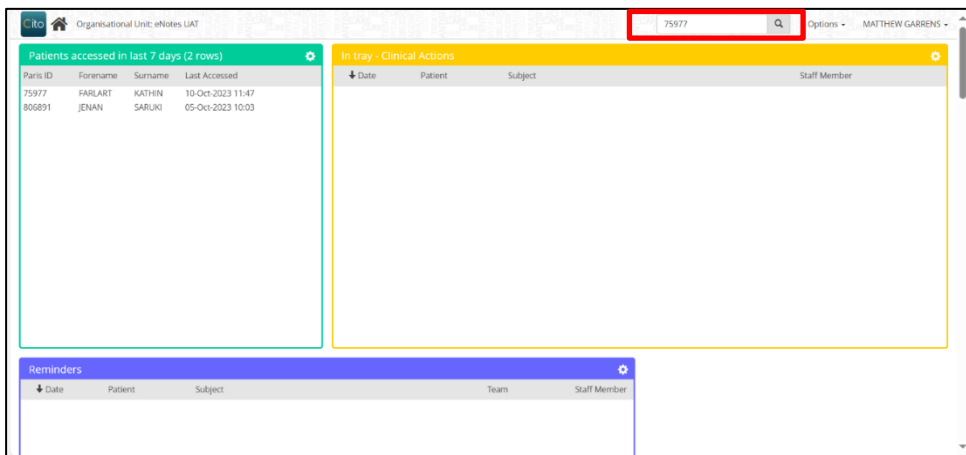 Cito Organisational Unit: eNotes UAT 75977 Options MATTHEW GARRENS
Patients accessed in last 7 days (2 rows)
Paris ID Forename Surname Last Accessed
75977 FARLART KATHIN 10-Oct-2023 11:47
806891 JENAN SARUKI 05-Oct-2023 10:03
In tray - Clinical Actions
Date Patient Subject Staff Member
Reminders
Date Patient Subject Team Staff Member